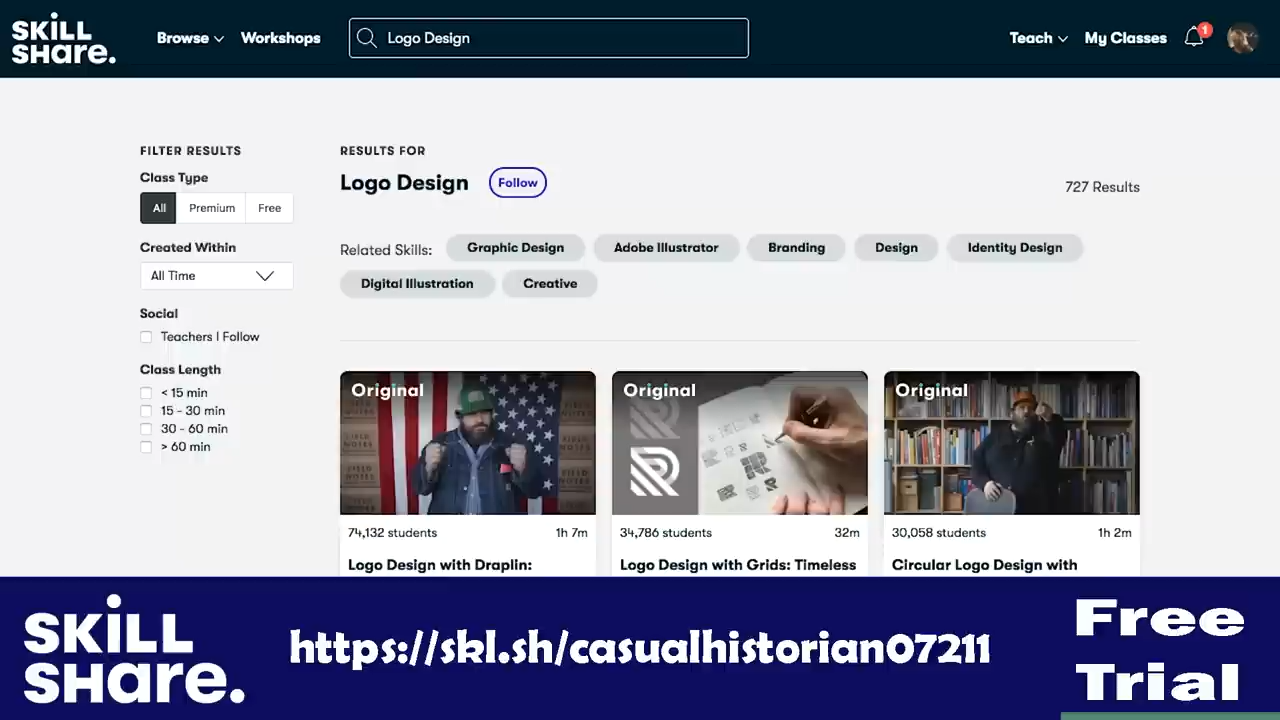 SKILL
SHARE.
Browse
Workshops
Logo Design
Teach
My Classes
1
FILTER RESULTS
Class Type
All
Premium
Free
Created Within
All Time
Social
Teachers I Follow
Class Length
< 15 min
15 - 30 min
30 - 60 min
> 60 min
RESULTS FOR
Logo Design
Follow
727 Results
Related Skills:
Graphic Design
Adobe Illustrator
Branding
Design
Identity Design
Digital Illustration
Creative
Original
FIELD
NOTES
74,132 students
1h 7m
Logo Design with Draplin:
Original
R
34,786 students
32m
Logo Design with Grids: Timeless
Original
30,058 students
1h 2m
Circular Logo Design with
SKILL
SHARE.
https://skl.sh/casualhistorian07211
Free
Trial